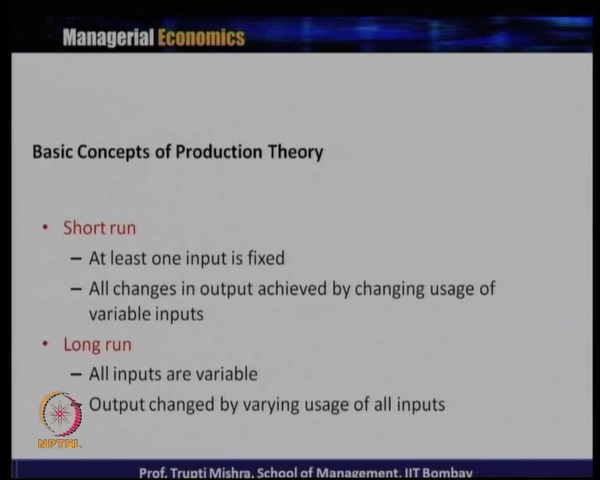 Managerial Economics
Basic Concepts of Production Theory
• Short run
– At least one input is fixed
– All changes in output achieved by changing usage of
variable inputs
• Long run
– All inputs are variable
– Output changed by varying usage of all inputs
NPTEL
Prof. Trupti Mishra, School of Management, IIT Bombay